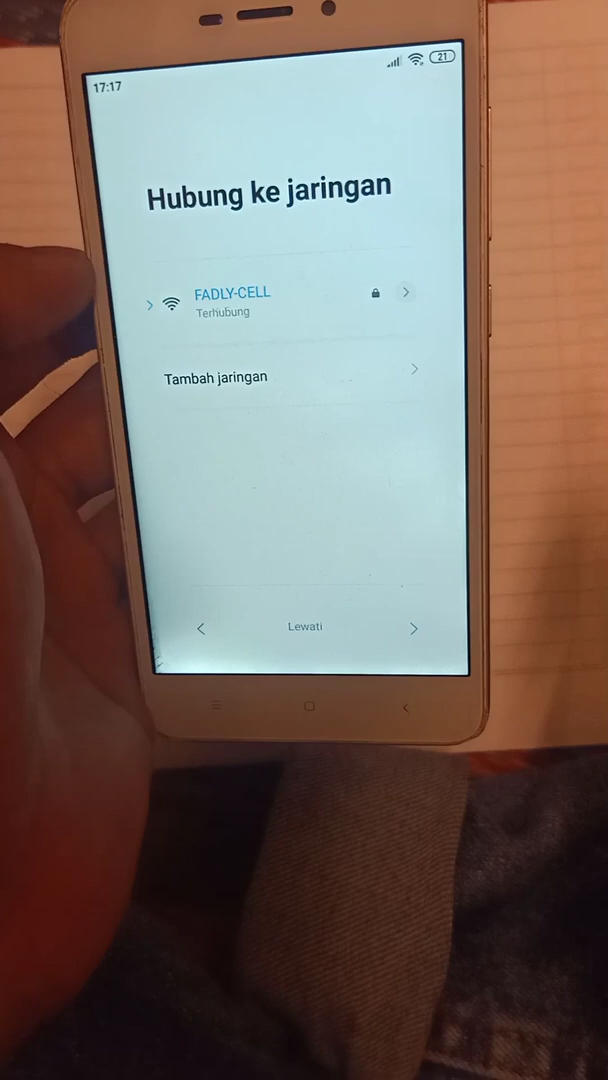 17:17
21
Hubung ke jaringan
FADLY-CELL
Terhubung
Tambah jaringan
Lewati